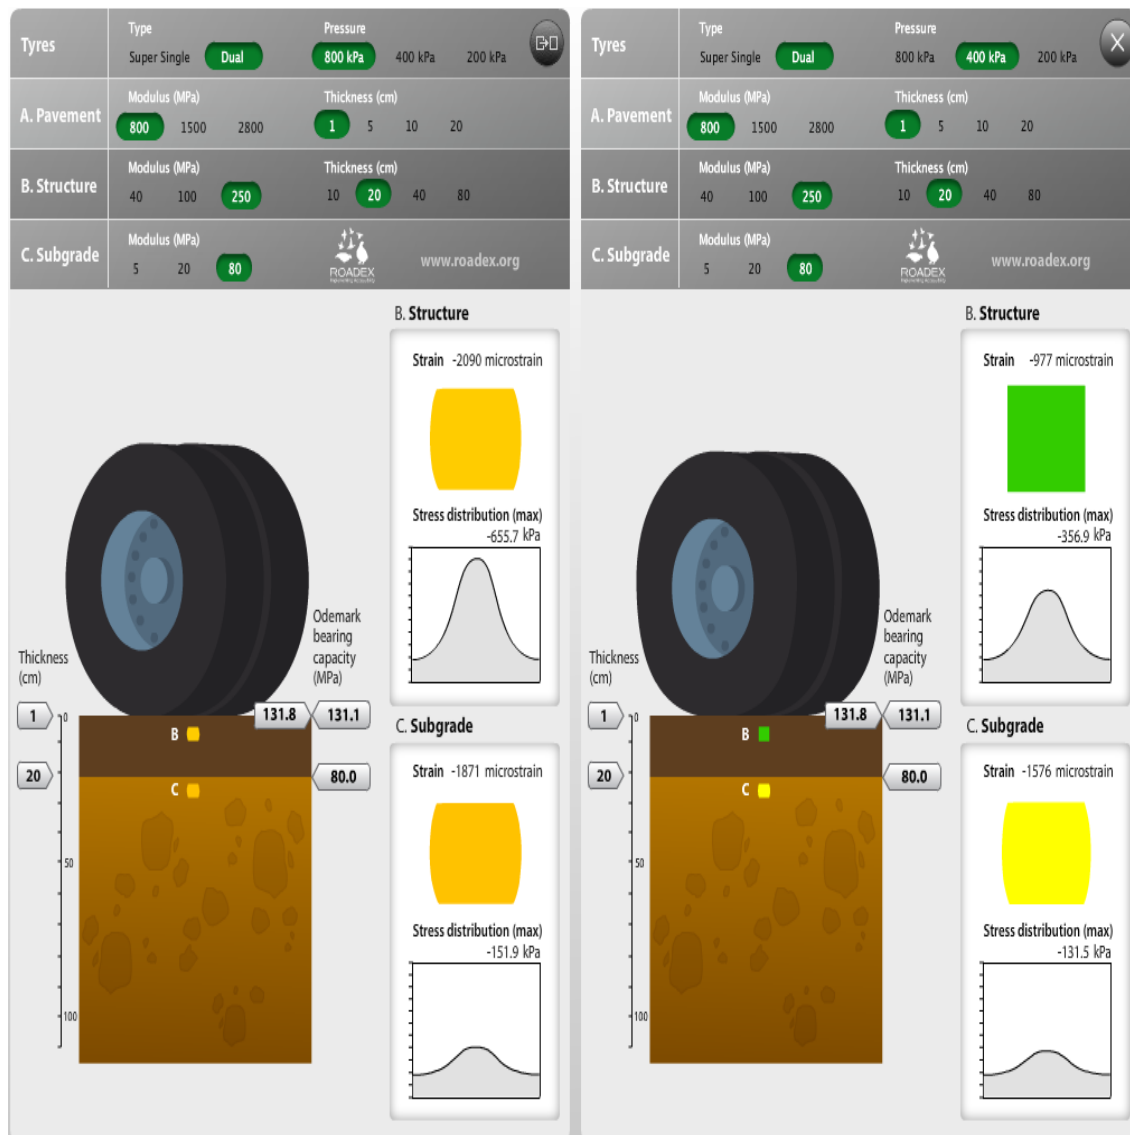 Tyres
Type
Pressure
Super Single Dual
800 kPa 400 kPa 200 kPa
A. Pavement
Modulus (MPa)
Thickness (cm)
800 1500 2800
1 5 10 20
B. Structure
Modulus (MPa)
Thickness (cm)
40 100 250
10 20 40 80
C. Subgrade
Modulus (MPa)
5 20 80
ROADEX
www.roadex.org
B. Structure
Strain -2090 microstrain
Stress distribution (max)
-655.7 kPa
Odemark
bearing
capacity
(MPa)
Thickness
(cm)
1
0
131.8
131.1
B
20
80.0
C
50
100
C. Subgrade
Strain -1871 microstrain
Stress distribution (max)
-151.9 kPa
Tyres
Type
Pressure
Super Single Dual
800 kPa 400 kPa 200 kPa
A. Pavement
Modulus (MPa)
Thickness (cm)
800 1500 2800
1 5 10 20
B. Structure
Modulus (MPa)
Thickness (cm)
40 100 250
10 20 40 80
C. Subgrade
Modulus (MPa)
5 20 80
ROADEX
www.roadex.org
B. Structure
Strain -977 microstrain
Stress distribution (max)
-356.9 kPa
Odemark
bearing
capacity
(MPa)
Thickness
(cm)
1
0
131.8
131.1
B
20
80.0
C
50
100
C. Subgrade
Strain -1576 microstrain
Stress distribution (max)
-131.5 kPa